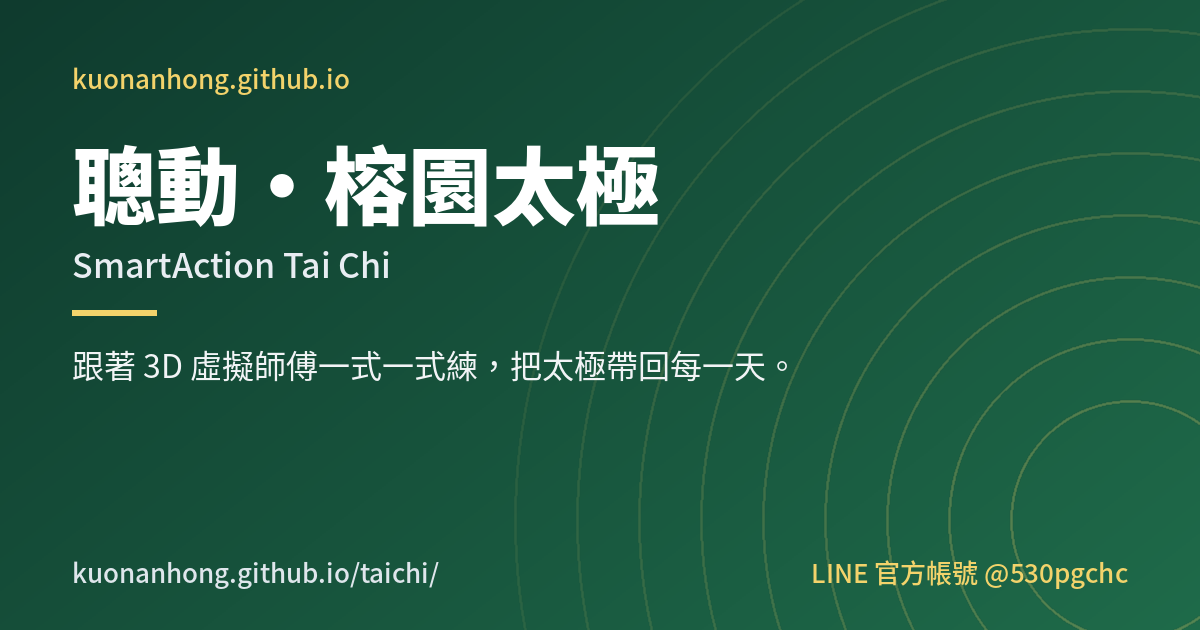 kuonanhong.github.io
聰動・榕園太極
SmartAction Tai Chi
跟著 3D 虛擬師傅一式一式練，把太極帶回每一天。
kuonanhong.github.io/taichi/
LINE 官方帳號 @530pgchc